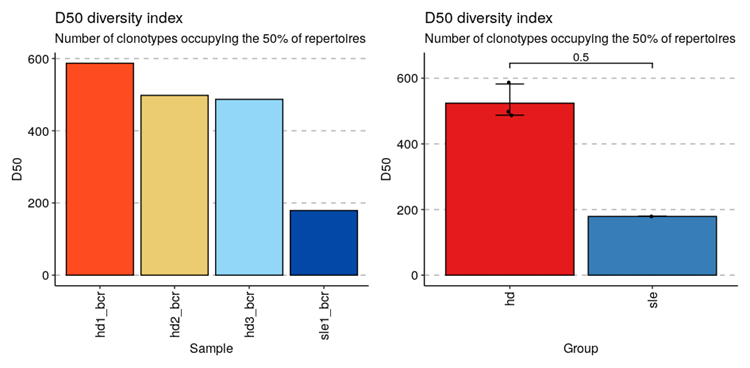 D50 diversity index
Number of clonotypes occupying the 50% of repertoires
D50
600
400
200
0
hd1_bcr
hd2_bcr
hd3_bcr
sle1_bcr
Sample
D50 diversity index
Number of clonotypes occupying the 50% of repertoires
0.5
D50
600
400
200
0
hd
sle
Group